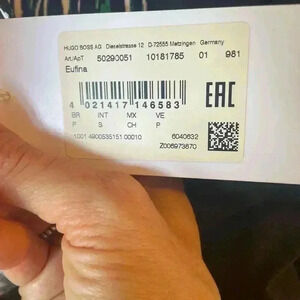 HUGO BOSS AG Dieselstrasse 12 D-72555 Metzingen Germany
Art/ApT 50290051 10181785 01 981
Eufina
4 021417 146583
EAC
BR INT MX VE
P S CH P
1001 4900535151 00010 6040632
Z006973870